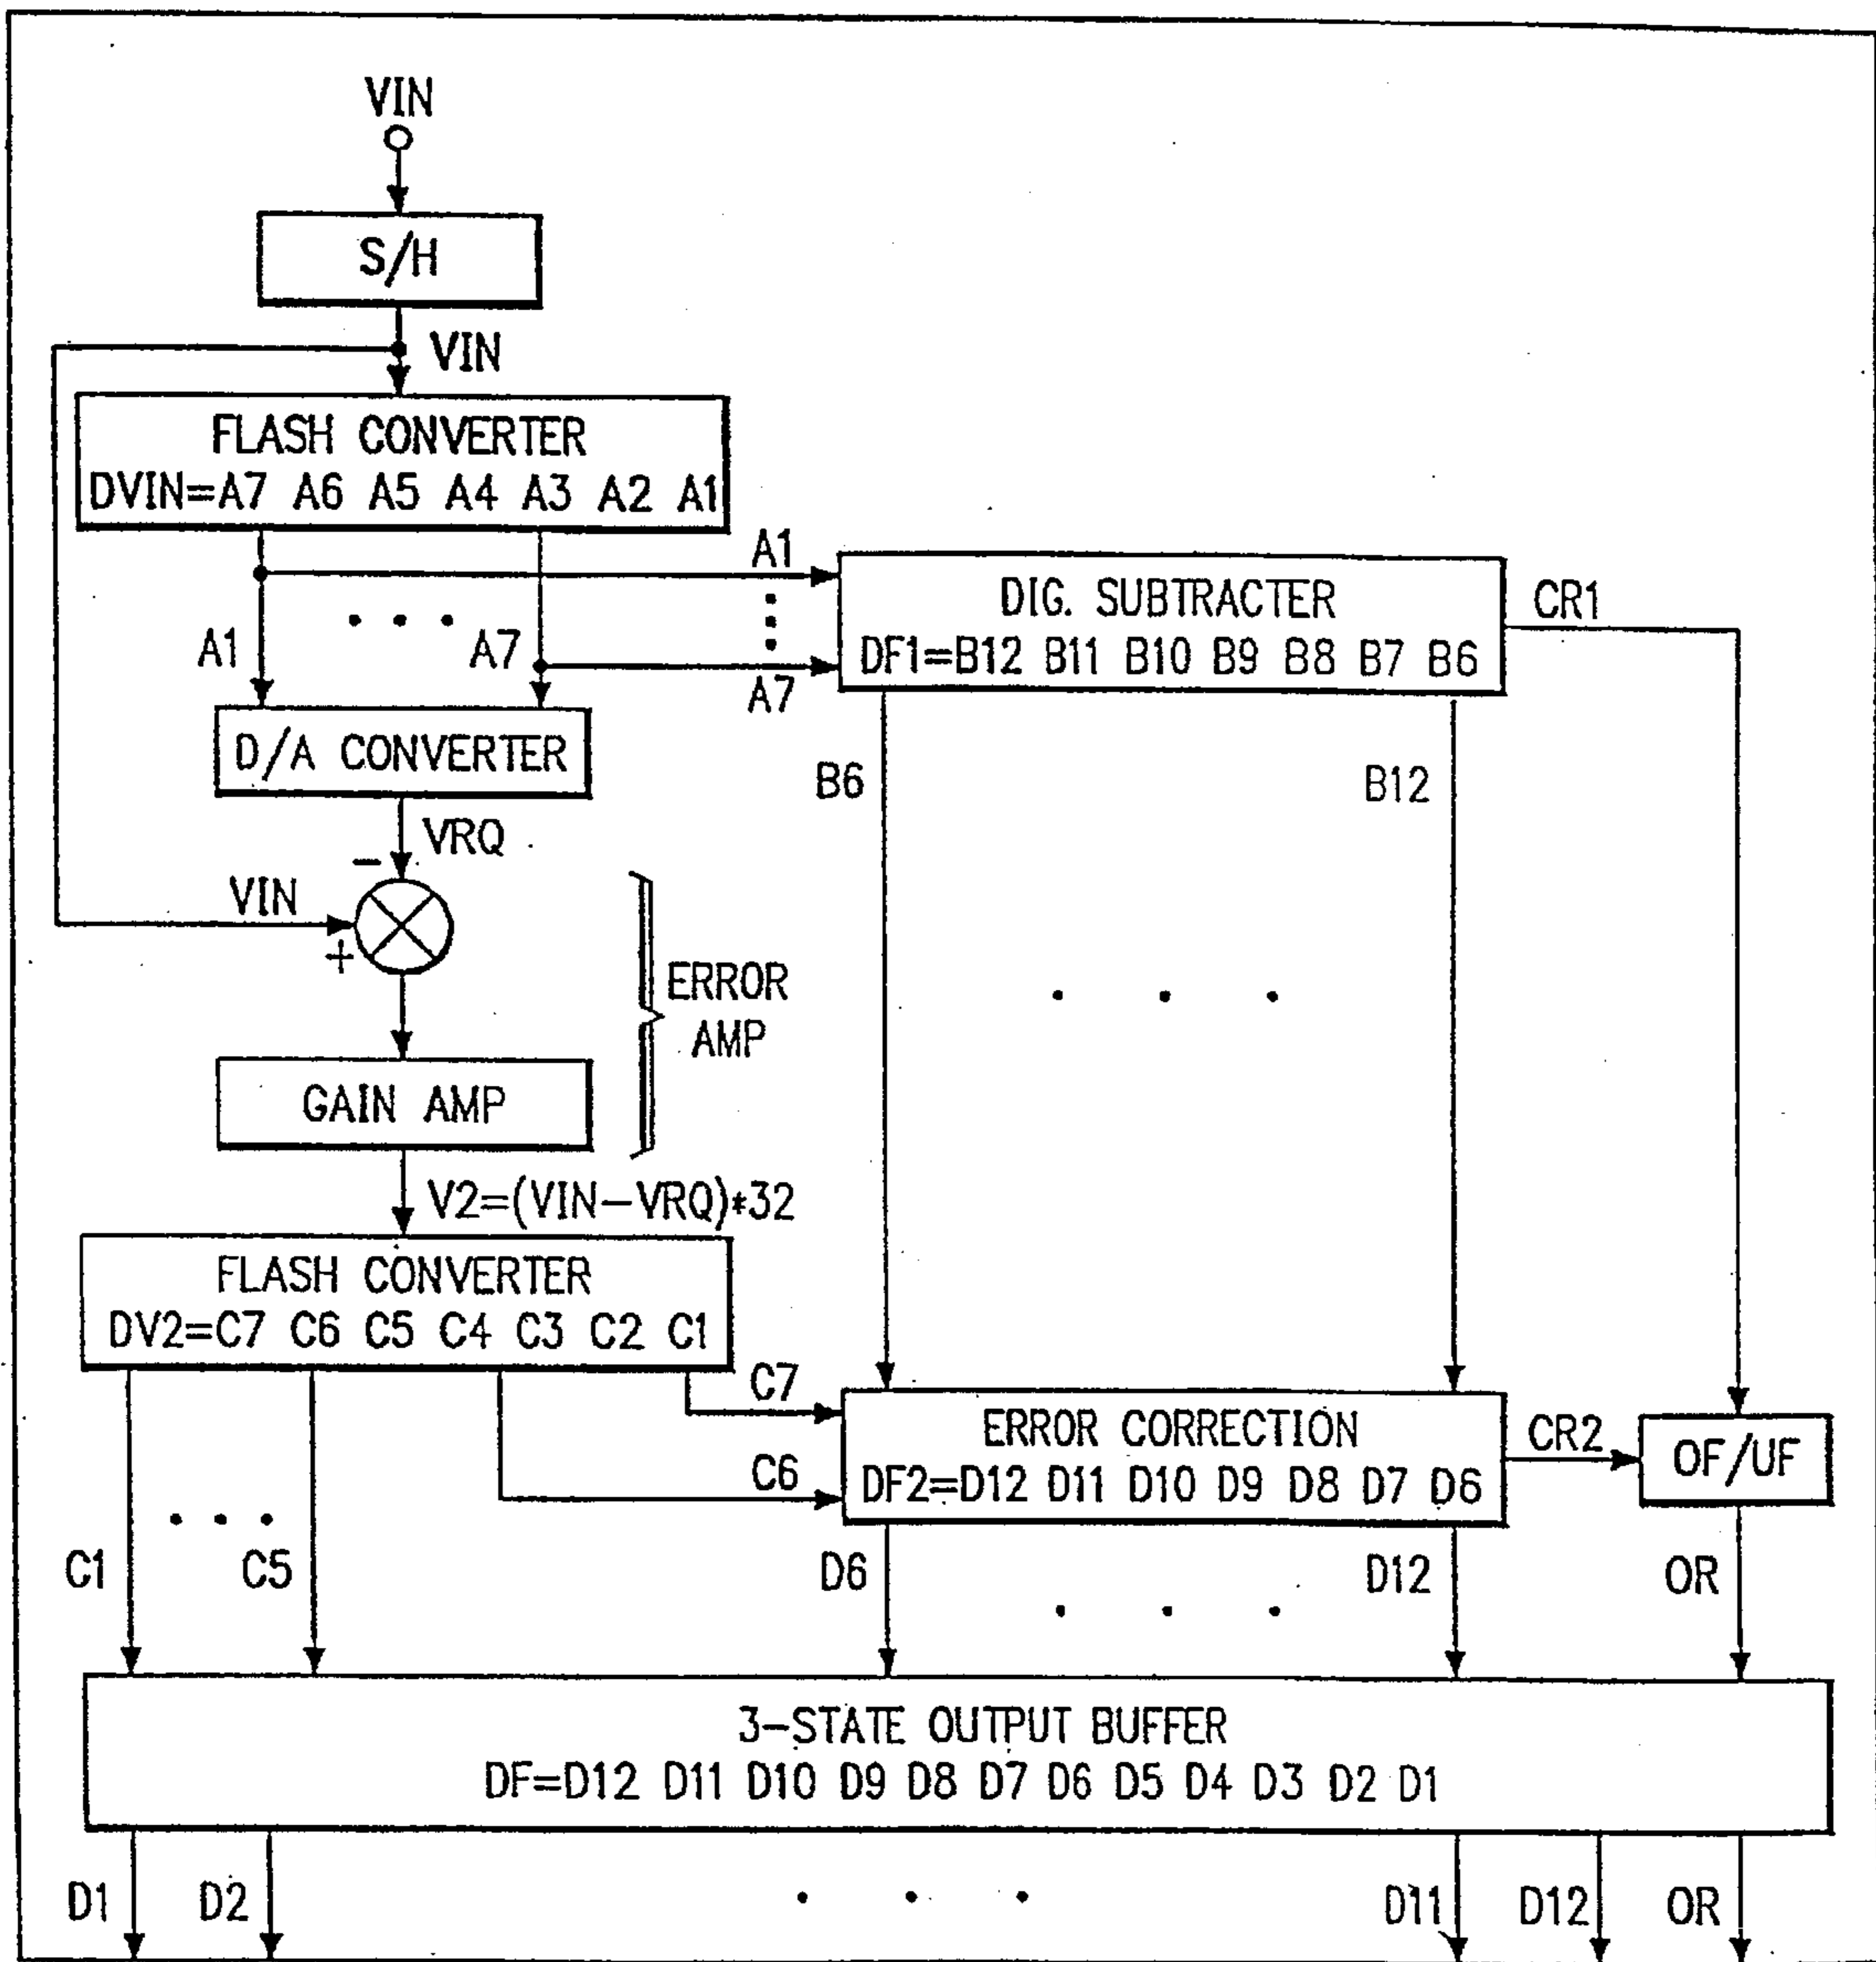 VIN
S/H
VIN
FLASH CONVERTER
DVIN=A7 A6 A5 A4 A3 A2 A1
A1
A7
A1
A7
DIG. SUBTRACTER
DF1=B12 B11 B10 B9 B8 B7 B6
CR1
D/A CONVERTER
B6
B12
VRQ
-
VIN
+
ERROR
AMP
GAIN AMP
V2=(VIN-VRQ)*32
FLASH CONVERTER
DV2=C7 C6 C5 C4 C3 C2 C1
C7
C6
ERROR CORRECTION
DF2=D12 D11 D10 D9 D8 D7 D6
CR2
OF/UF
C1
C5
D6
D12
OR
3-STATE OUTPUT BUFFER
DF=D12 D11 D10 D9 D8 D7 D6 D5 D4 D3 D2 D1
D1
D2
D11
D12
OR